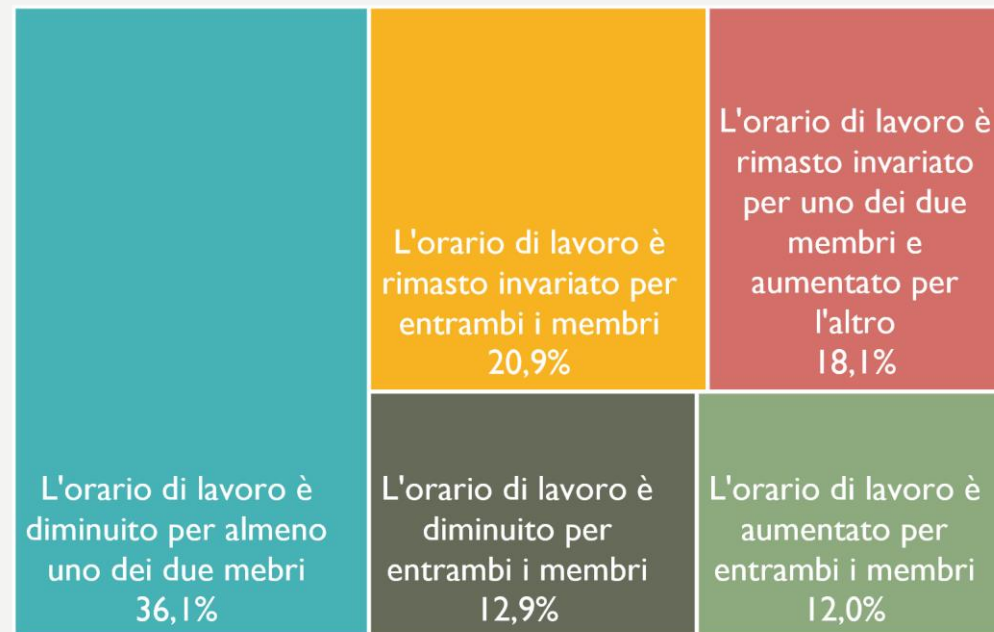 L'orario di lavoro è
diminuito per almeno
uno dei due mebri
36,1%
L'orario di lavoro è
rimasto invariato per
entrambi i membri
20,9%
L'orario di lavoro è
rimasto invariato
per uno dei due
membri e
aumentato per
l'altro
18,1%
L'orario di lavoro è
diminuito per
entrambi i membri
12,9%
L'orario di lavoro è
aumentato per
entrambi i membri
12,0%